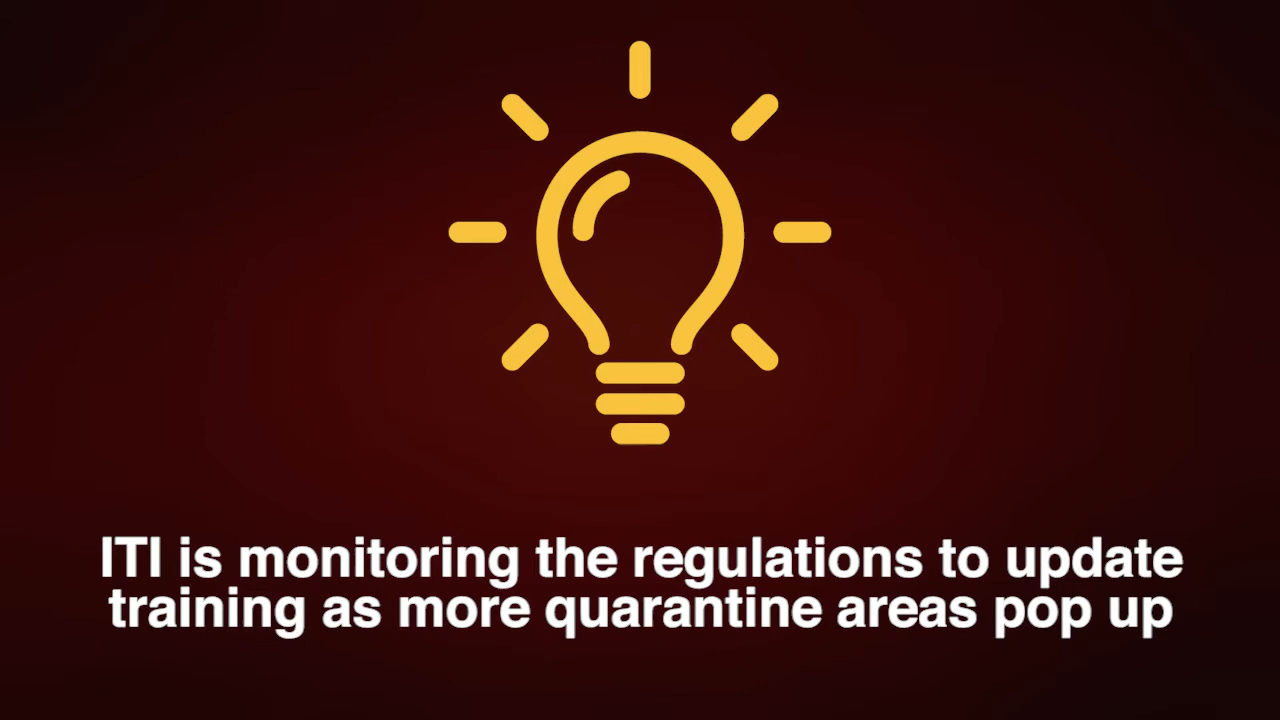 ITI is monitoring the regulations to update
training as more quarantine areas pop up